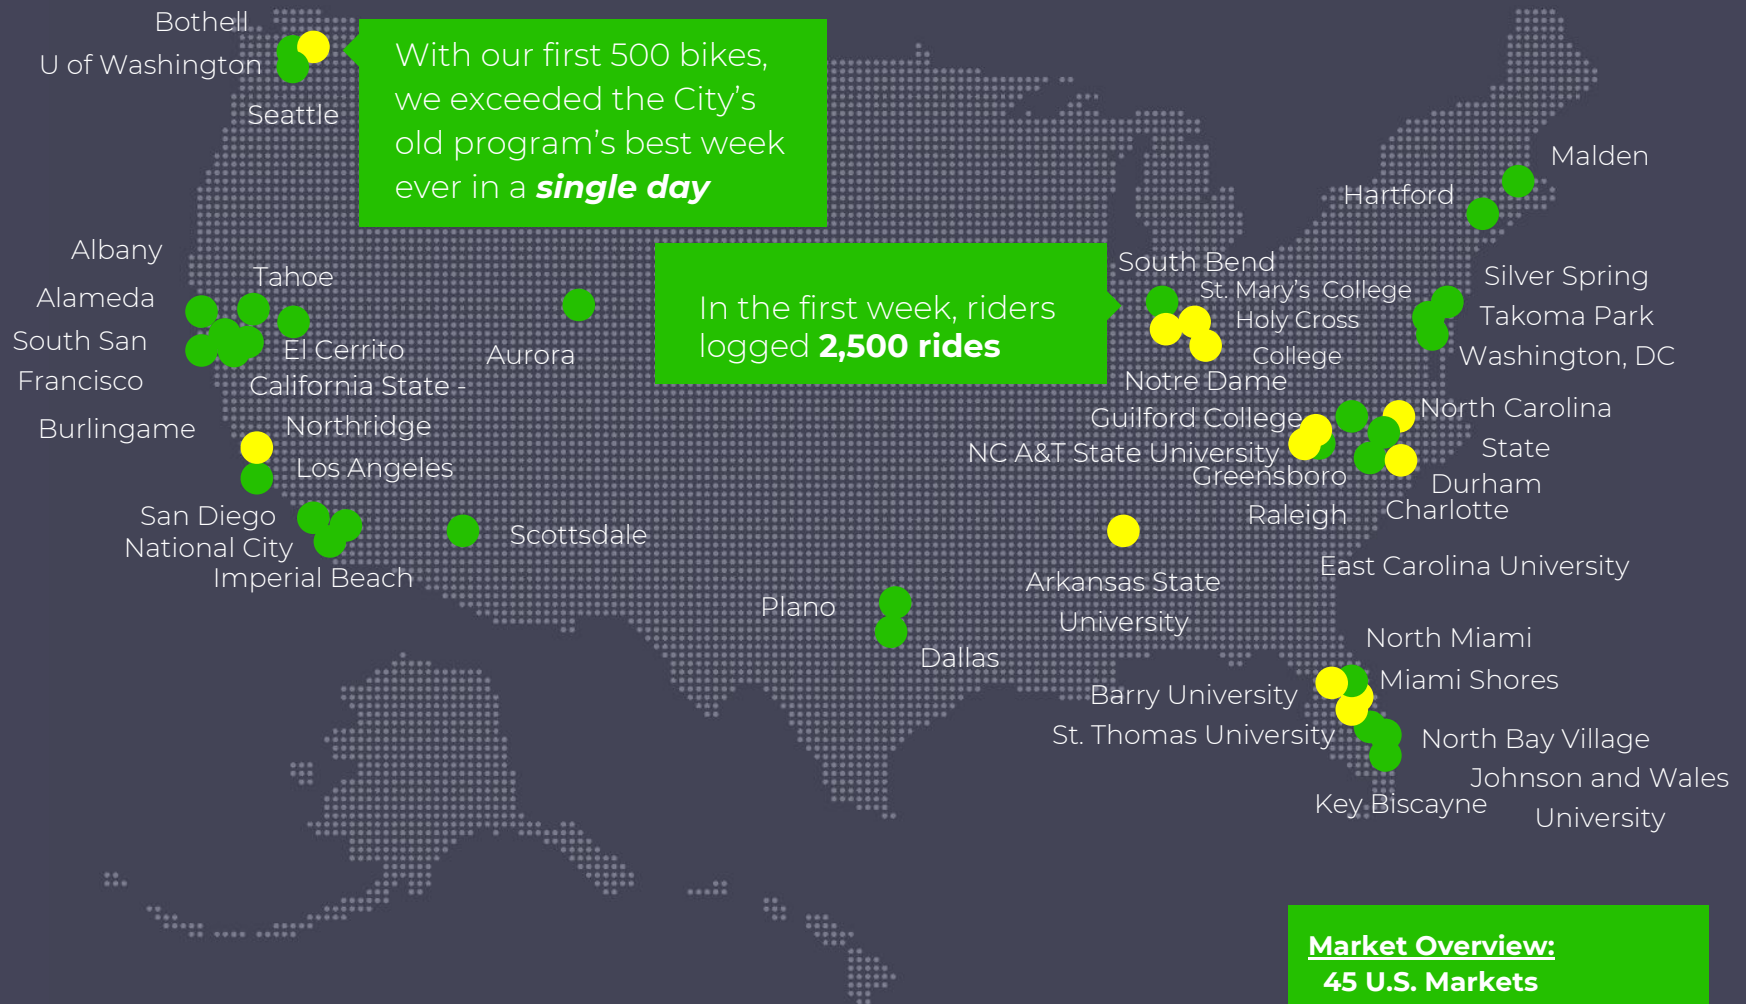 Bothell
U of Washington
Seattle
With our first 500 bikes,
we exceeded the City's
old program's best week
ever in a single day
Malden
Hartford
Albany
Tahoe
Alameda
South San
Francisco
El Cerrito
California State -
Northridge
Burlingame
Los Angeles
Aurora
In the first week, riders
logged 2,500 rides
South Bend
St. Mary's College
Holy Cross
College
Notre Dame
Silver Spring
Takoma Park
Washington, DC
Guilford College
NC A&T State University
Greensboro
Raleigh
North Carolina
State
Durham
Charlotte
East Carolina University
San Diego
National City
Imperial Beach
Scottsdale
Plano
Dallas
Arkansas State
University
North Miami
Miami Shores
Barry University
St. Thomas University
North Bay Village
Johnson and Wales
University
Key Biscayne
Market Overview:
45 U.S. Markets